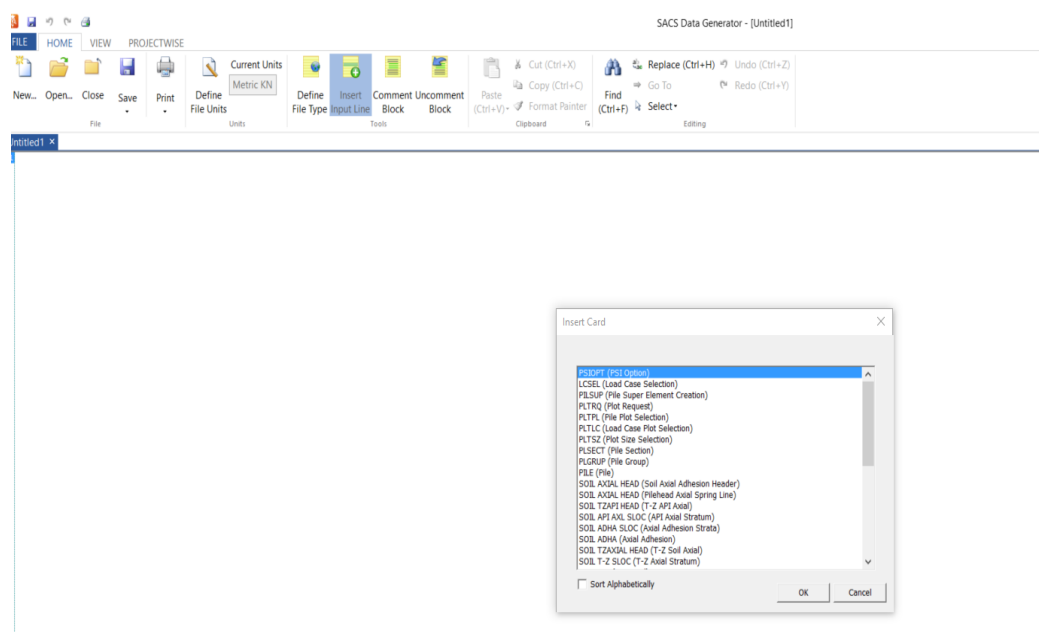 SACS Data Generator - [Untitled1]
FILE HOME VIEW PROJECTWISE
New... Open... Close Save Print
File
Define File Units
Current Units
Metric KN
Units
Define File Type
Insert Input Line
Comment Block
Uncomment Block
Tools
Paste (Ctrl+V)
Cut (Ctrl+X)
Copy (Ctrl+C)
Format Painter
Clipboard
Find (Ctrl+F)
Replace (Ctrl+H)
Go To
Select
Undo (Ctrl+Z)
Redo (Ctrl+Y)
Editing
Untitled1 ×
Insert Card
PSIOPT (PSI Option)
LCSEL (Load Case Selection)
PILSUP (Pile Super Element Creation)
PLTRQ (Plot Request)
PLTPL (Pile Plot Selection)
PLTLC (Load Case Plot Selection)
PLTSZ (Plot Size Selection)
PLSECT (Pile Section)
PLGRUP (Pile Group)
PILE (Pile)
SOIL AXIAL HEAD (Soil Axial Adhesion Header)
SOIL AXIAL HEAD (Pilehead Axial Spring Line)
SOIL TZAPI HEAD (T-Z API Axial)
SOIL API AXL SLOC (API Axial Stratum)
SOIL ADHA SLOC (Axial Adhesion Strata)
SOIL ADHA (Axial Adhesion)
SOIL TZAXIAL HEAD (T-Z Soil Axial)
SOIL T-Z SLOC (T-Z Axial Stratum)
Sort Alphabetically
OK
Cancel